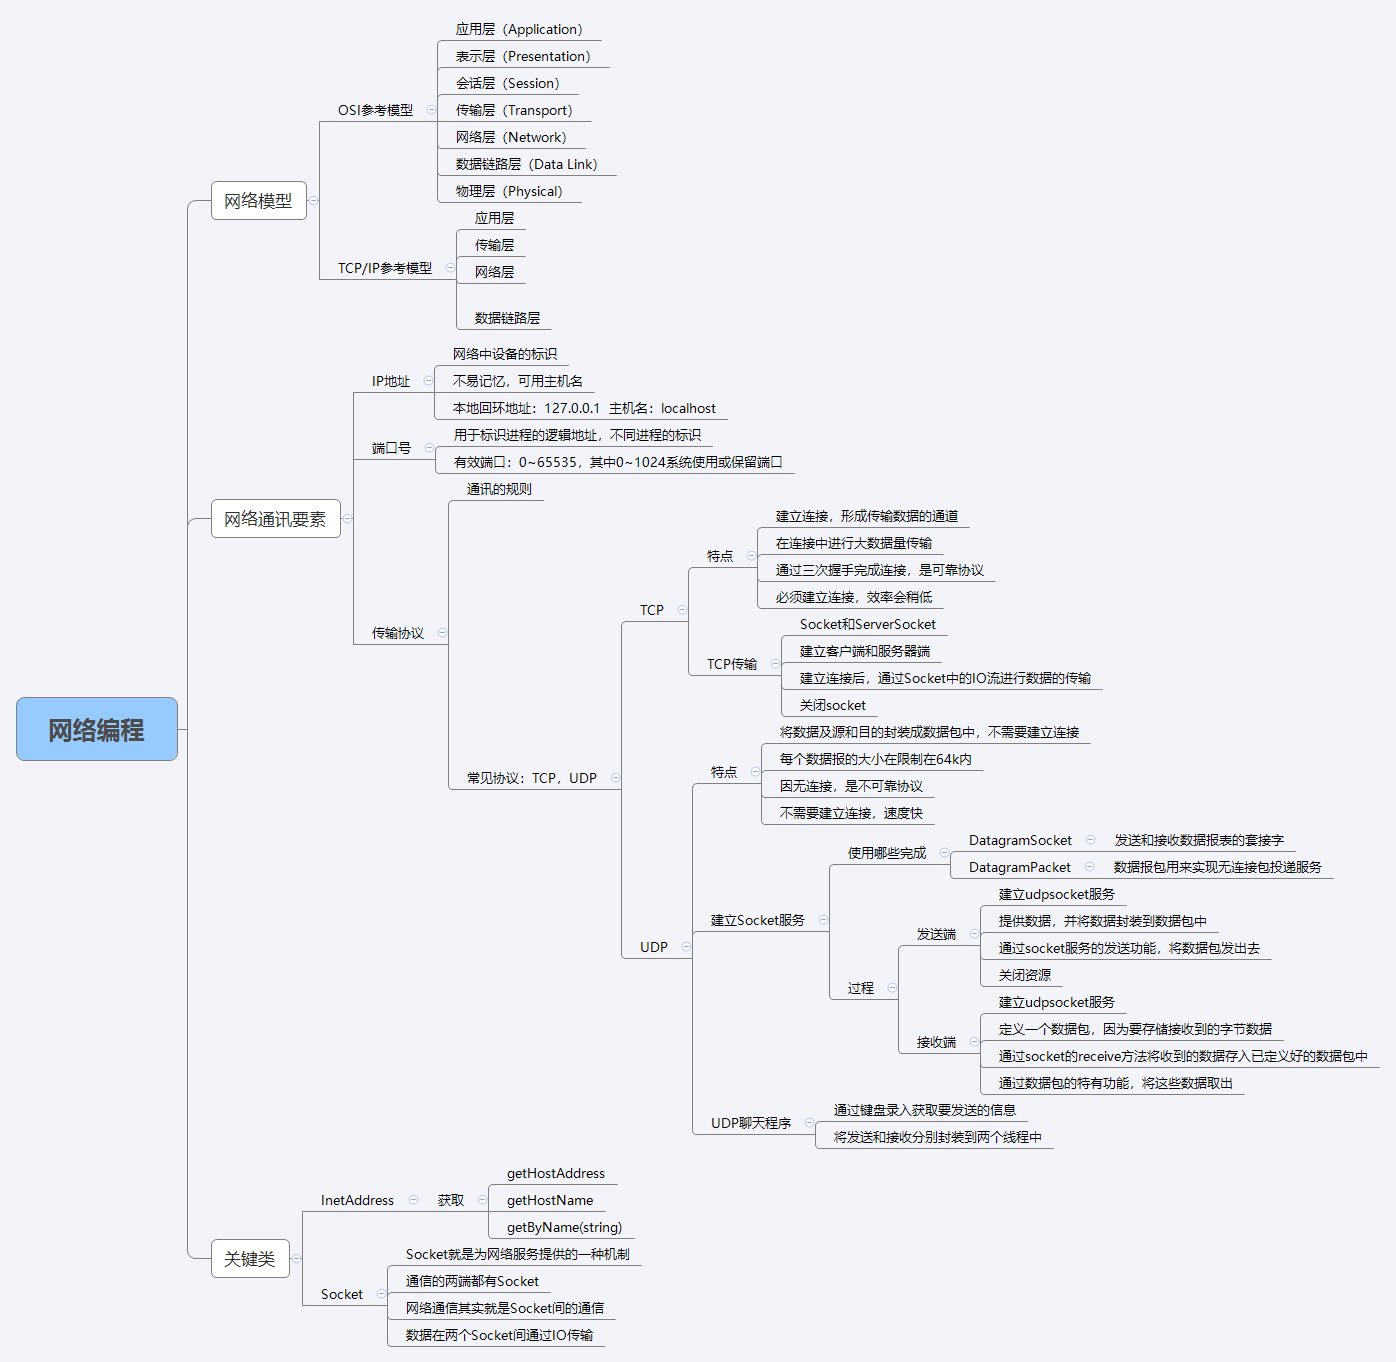 网络编程
网络模型
OSI参考模型
应用层（Application）
表示层（Presentation）
会话层（Session）
传输层（Transport）
网络层（Network）
数据链路层（Data Link）
物理层（Physical）
TCP/IP参考模型
应用层
传输层
网络层
数据链路层
网络通讯要素
IP地址
网络中设备的标识
不易记忆，可用主机名
本地回环地址：127.0.0.1 主机名：localhost
端口号
用于标识进程的逻辑地址，不同进程的标识
有效端口：0~65535，其中0~1024系统使用或保留端口
传输协议
通讯的规则
常见协议：TCP，UDP
TCP
特点
建立连接，形成传输数据的通道
在连接中进行大数据量传输
通过三次握手完成连接，是可靠协议
必须建立连接，效率会稍低
TCP传输
Socket和ServerSocket
建立客户端和服务器端
建立连接后，通过Socket中的IO流进行数据的传输
关闭socket
UDP
特点
将数据及源和目的封装成数据包中，不需要建立连接
每个数据报的大小在限制在64k内
因无连接，是不可靠协议
不需要建立连接，速度快
建立Socket服务
使用哪些完成
DatagramSocket
发送和接收数据报表的套接字
DatagramPacket
数据报包用来实现无连接包投递服务
过程
发送端
建立udpsocket服务
提供数据，并将数据封装到数据包中
通过socket服务的发送功能，将数据包发出去
关闭资源
接收端
建立udpsocket服务
定义一个数据包，因为要存储接收到的字节数据
通过socket的receive方法将收到的数据存入已定义好的数据包中
通过数据包的特有功能，将这些数据取出
UDP聊天程序
通过键盘录入获取要发送的信息
将发送和接收分别封装到两个线程中
关键类
InetAddress
获取
getHostAddress
getHostName
getByName(string)
Socket
Socket就是为网络服务提供的一种机制
通信的两端都有Socket
网络通信其实就是Socket间的通信
数据在两个Socket间通过IO传输